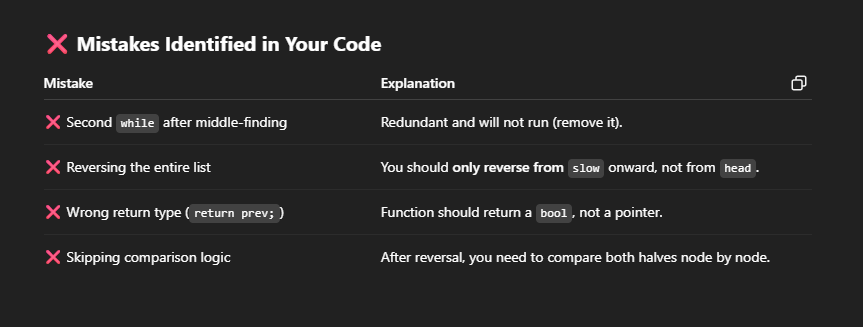 ❌ Mistakes Identified in Your Code
Mistake Explanation
❌ Second while after middle-finding Redundant and will not run (remove it).
❌ Reversing the entire list You should only reverse from slow onward, not from head.
❌ Wrong return type (return prev;) Function should return a bool, not a pointer.
❌ Skipping comparison logic After reversal, you need to compare both halves node by node.